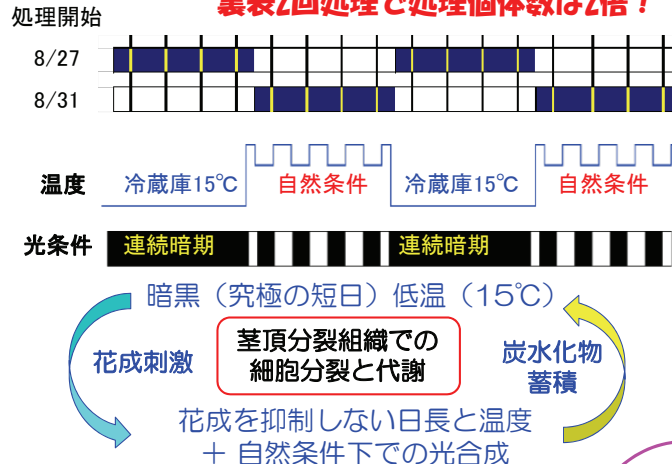 裏表2回処理で処理個体数は2倍！
処理開始
8/27
8/31
温度 冷蔵庫15℃ 自然条件 冷蔵庫15℃ 自然条件
光条件 連続暗期 連続暗期
暗黒（究極の短日）低温（15℃）
花成刺激
茎頂分裂組織での
細胞分裂と代謝
炭水化物
蓄積
花成を抑制しない日長と温度
＋ 自然条件下での光合成